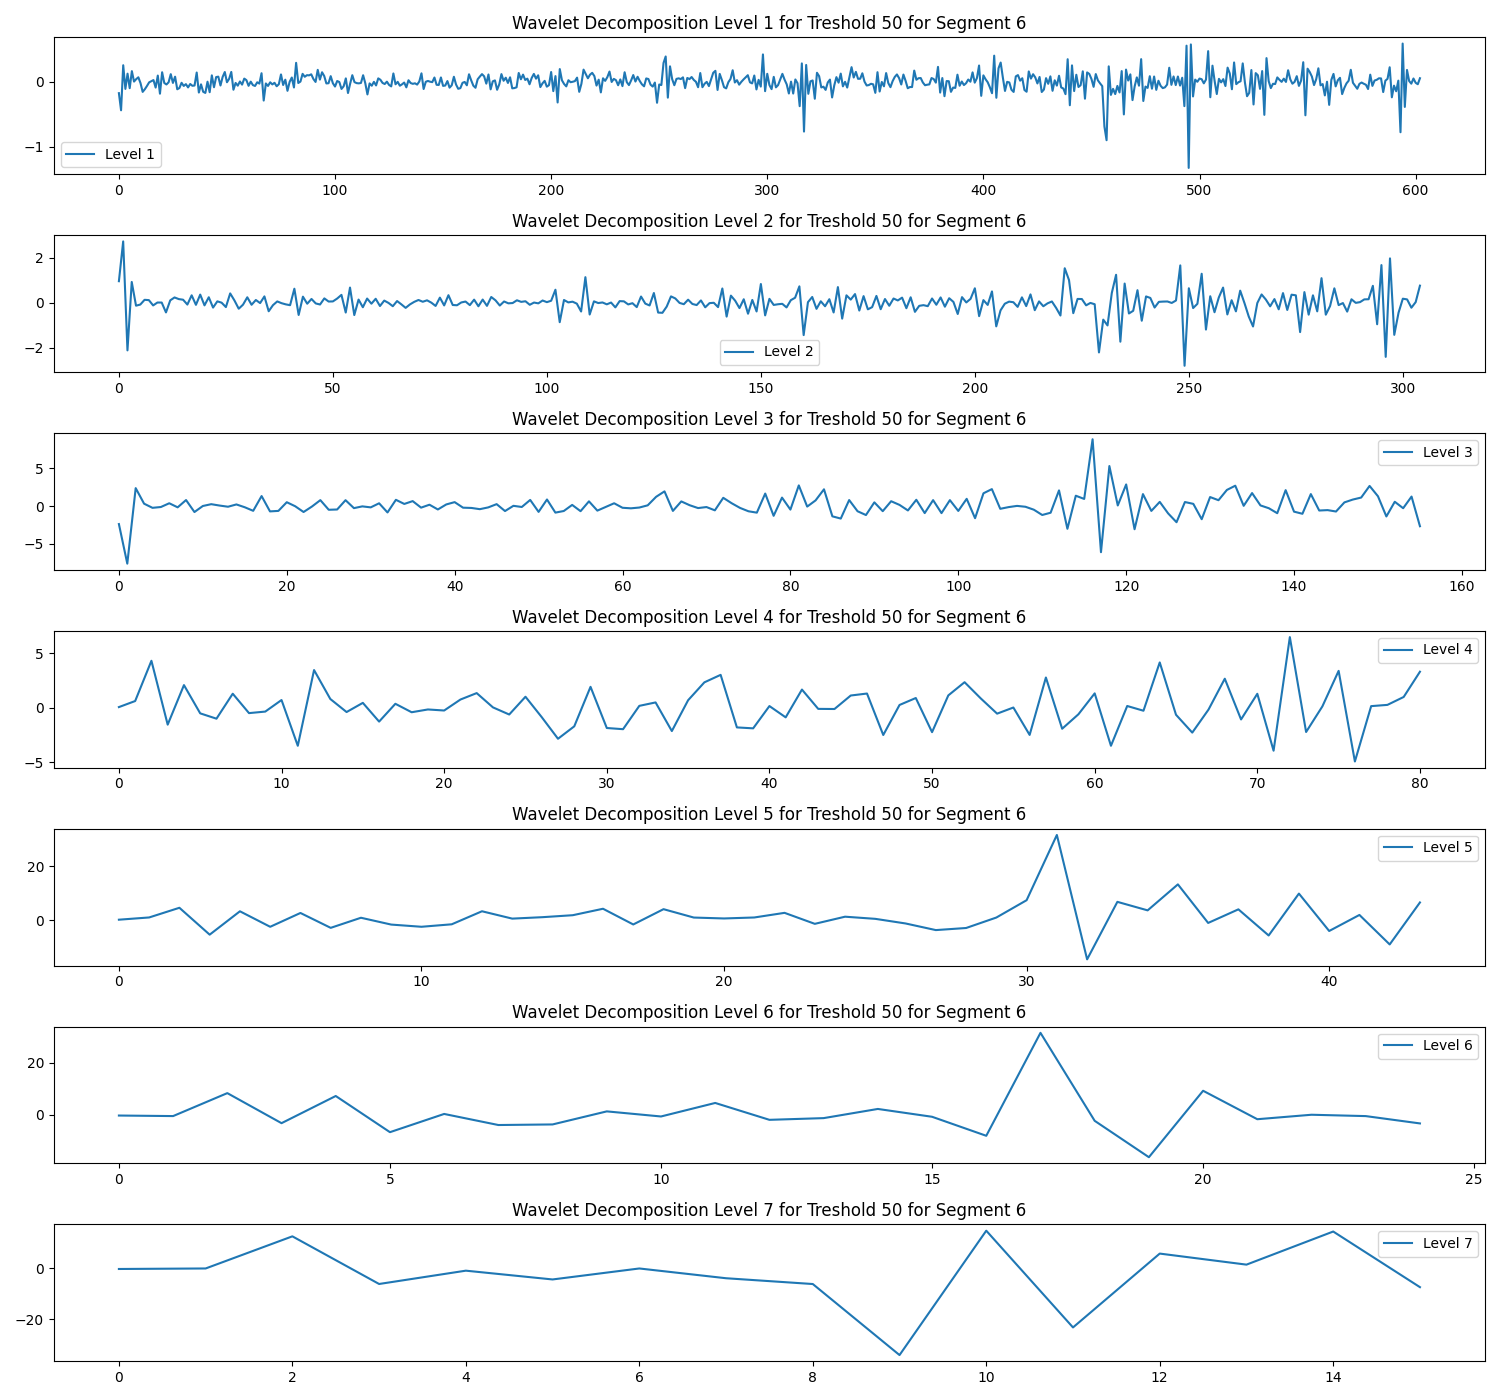 Wavelet Decomposition Level 1 for Treshold 50 for Segment 6
0
−1
Level 1
0 100 200 300 400 500 600
Wavelet Decomposition Level 2 for Treshold 50 for Segment 6
2
0
−2
Level 2
0 50 100 150 200 250 300
Wavelet Decomposition Level 3 for Treshold 50 for Segment 6
Level 3
5
0
−5
0 20 40 60 80 100 120 140 160
Wavelet Decomposition Level 4 for Treshold 50 for Segment 6
Level 4
5
0
−5
0 10 20 30 40 50 60 70 80
Wavelet Decomposition Level 5 for Treshold 50 for Segment 6
Level 5
20
0
0 10 20 30 40
Wavelet Decomposition Level 6 for Treshold 50 for Segment 6
Level 6
20
0
0 5 10 15 20 25
Wavelet Decomposition Level 7 for Treshold 50 for Segment 6
Level 7
0
−20
0 2 4 6 8 10 12 14